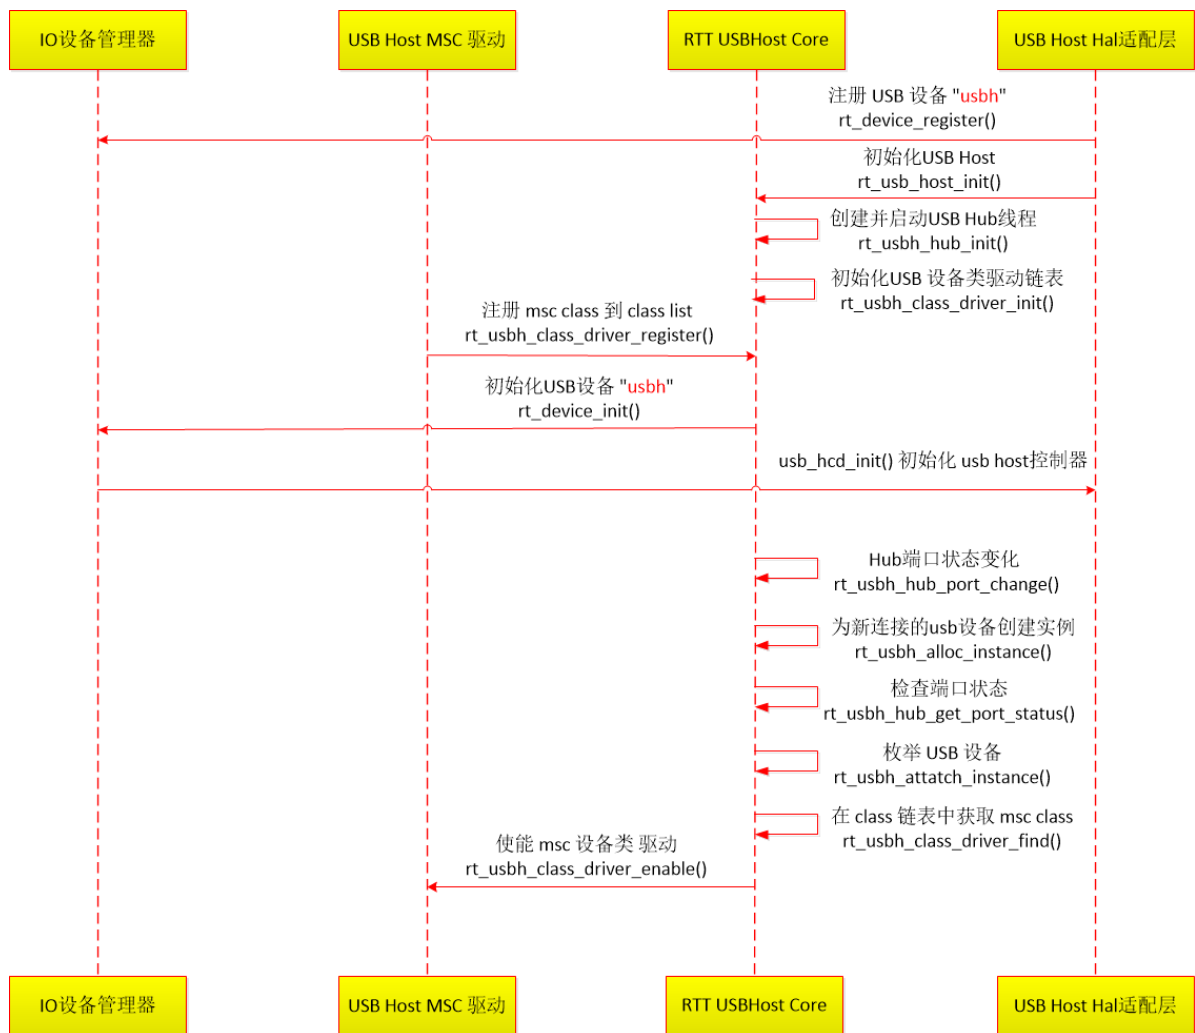 IO设备管理器
USB Host MSC 驱动
RTT USBHost Core
USB Host Hal适配层
注册 USB 设备 "usbh"
rt_device_register()
初始化USB Host
rt_usb_host_init()
创建并启动USB Hub线程
rt_usbh_hub_init()
初始化USB 设备类驱动链表
rt_usbh_class_driver_init()
注册 msc class 到 class list
rt_usbh_class_driver_register()
初始化USB设备 "usbh"
rt_device_init()
usb_hcd_init() 初始化 usb host控制器
Hub端口状态变化
rt_usbh_hub_port_change()
为新连接的usb设备创建实例
rt_usbh_alloc_instance()
检查端口状态
rt_usbh_hub_get_port_status()
枚举 USB 设备
rt_usbh_attatch_instance()
在 class 链表中获取 msc class
rt_usbh_class_driver_find()
使能 msc 设备类 驱动
rt_usbh_class_driver_enable()
IO设备管理器
USB Host MSC 驱动
RTT USBHost Core
USB Host Hal适配层